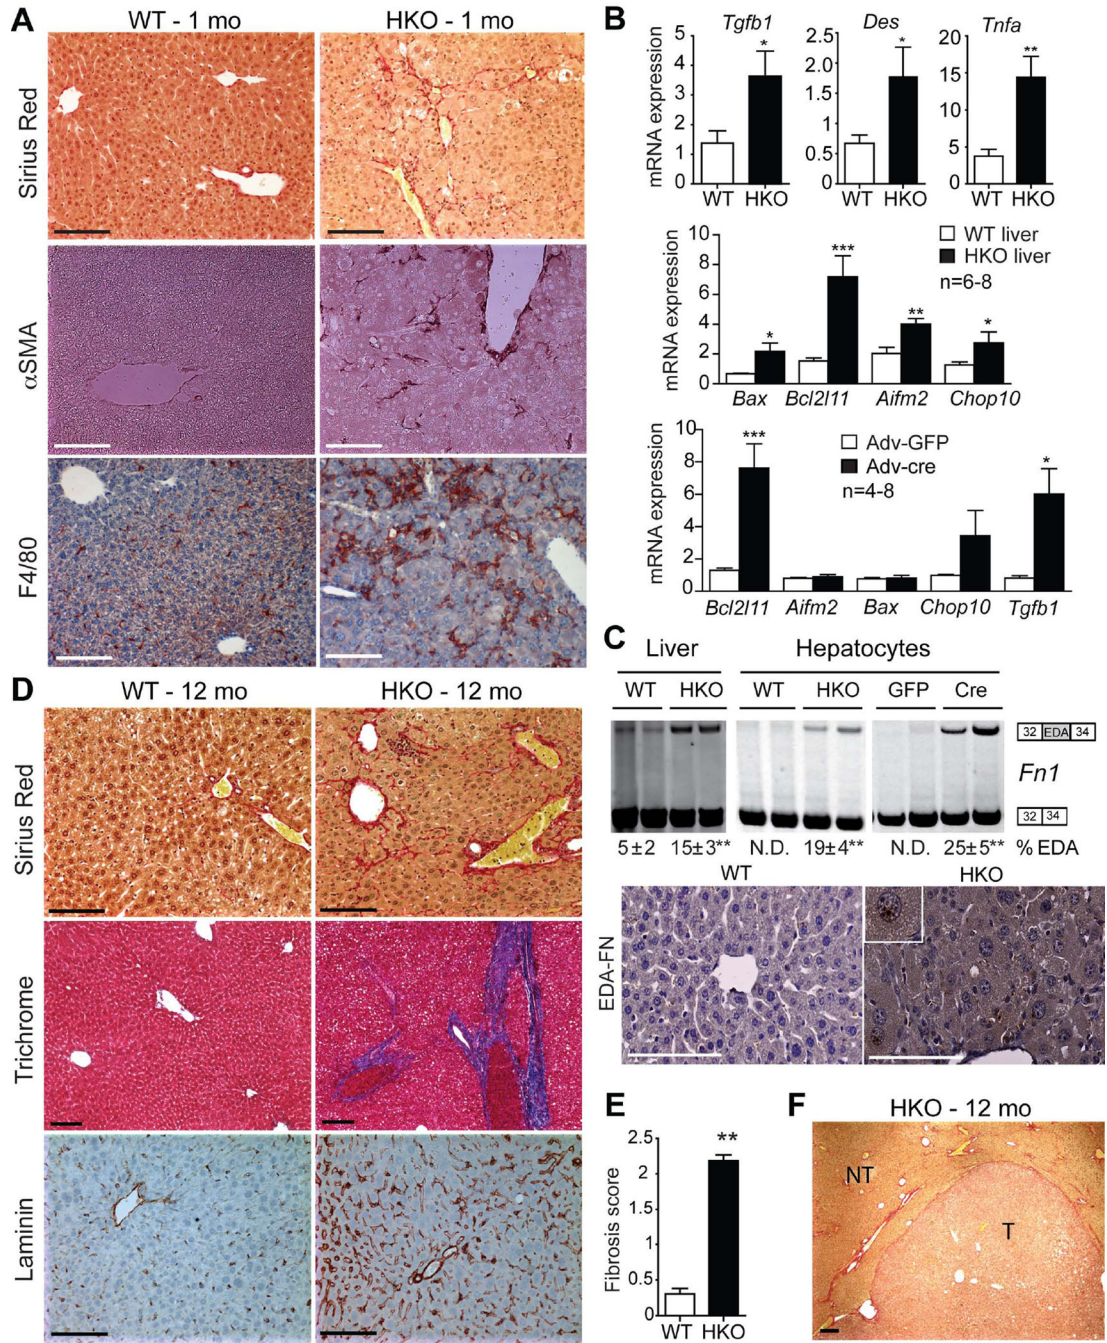 A
WT - 1 mo
HKO - 1 mo
Sirius Red
αSMA
F4/80
B
Tgfb1
Des
Tnfa
mRNA expression
5
4
3
2
1
0
2.5
2.0
1.5
1.0
0.5
0
20
15
10
5
0
WT HKO
WT HKO
WT HKO
*
*
**
mRNA expression
10
8
6
4
2
0
*
***
**
*
WT liver
HKO liver
n=6-8
Bax Bcl2l11 Aifm2 Chop10
mRNA expression
10
8
6
4
2
0
***
*
Adv-GFP
Adv-cre
n=4-8
Bcl2l11 Aifm2 Bax Chop10 Tgfb1
C
Liver Hepatocytes
WT HKO WT HKO GFP Cre
32 EDA 34
Fn1
32 34
5±2 15±3** N.D. 19±4** N.D. 25±5** % EDA
WT HKO
EDA-FN
D
WT - 12 mo
HKO - 12 mo
Sirius Red
Trichrome
Laminin
E
Fibrosis score
2.5
2
1.5
1
0.5
0
**
WT HKO
F
HKO - 12 mo
NT
T